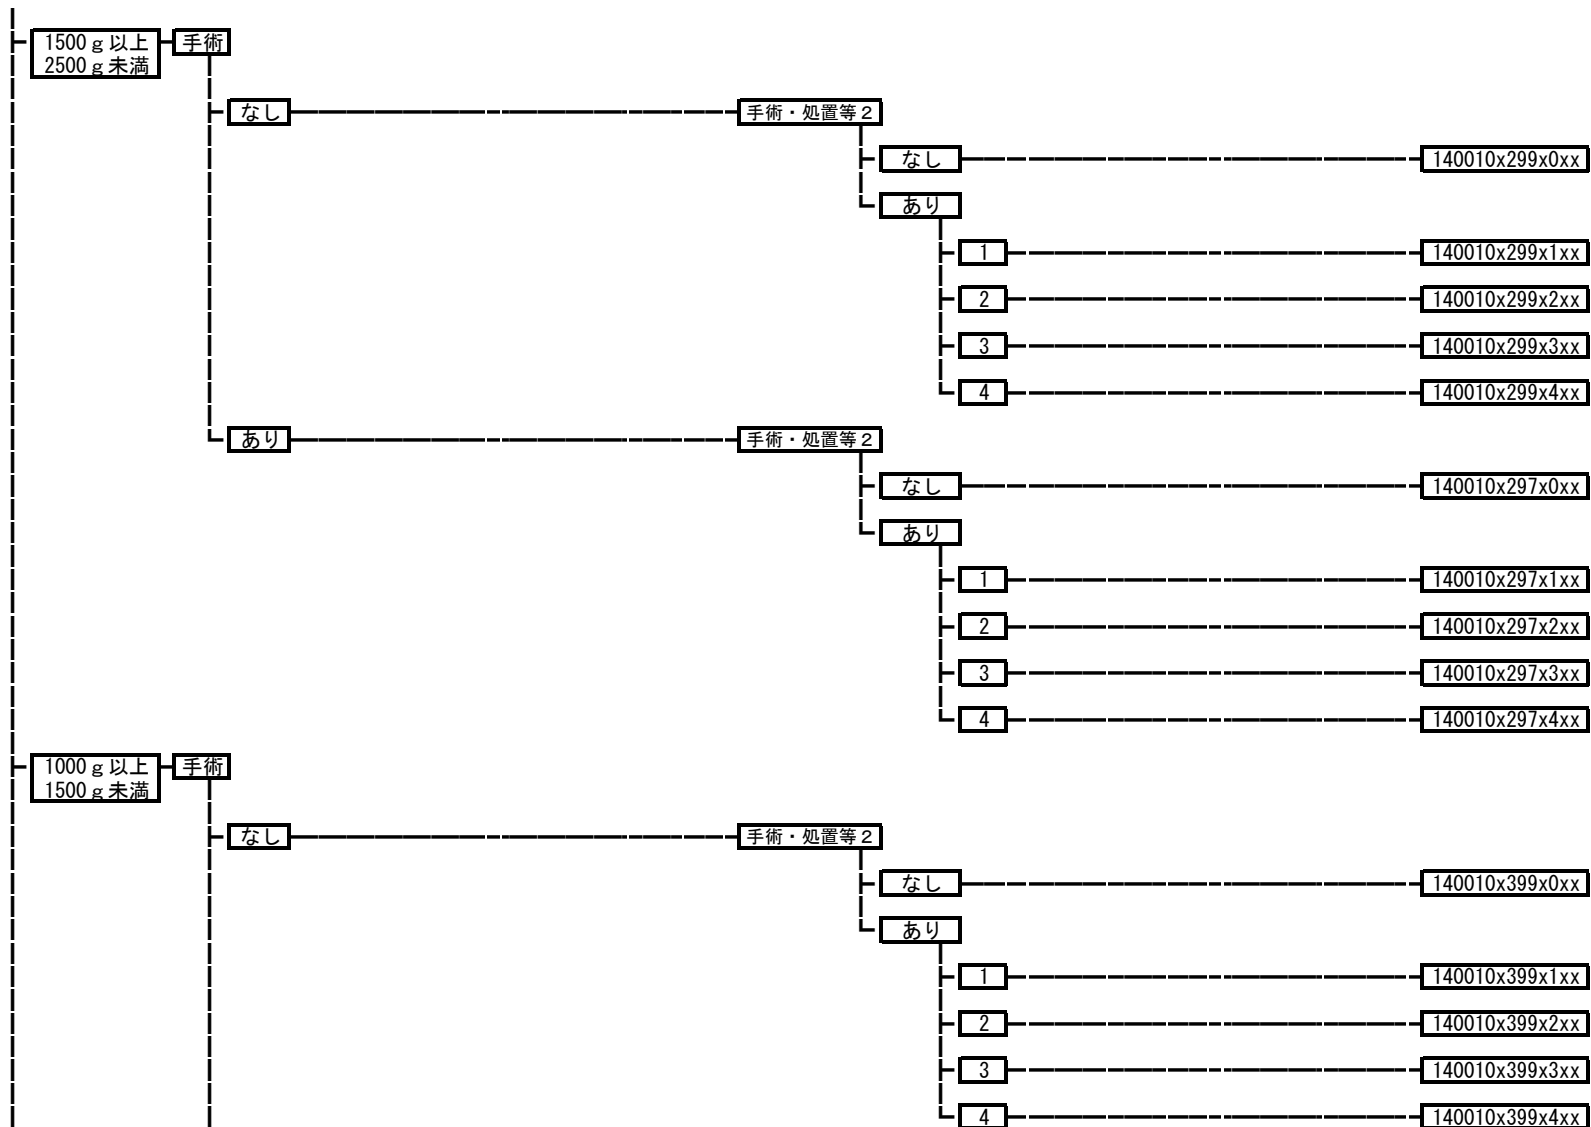 1500ｇ以上
2500ｇ未満
手術
なし
手術・処置等２
なし
140010x299x0xx
あり
1
140010x299x1xx
2
140010x299x2xx
3
140010x299x3xx
4
140010x299x4xx
あり
手術・処置等２
なし
140010x297x0xx
あり
1
140010x297x1xx
2
140010x297x2xx
3
140010x297x3xx
4
140010x297x4xx
1000ｇ以上
1500ｇ未満
手術
なし
手術・処置等２
なし
140010x399x0xx
あり
1
140010x399x1xx
2
140010x399x2xx
3
140010x399x3xx
4
140010x399x4xx